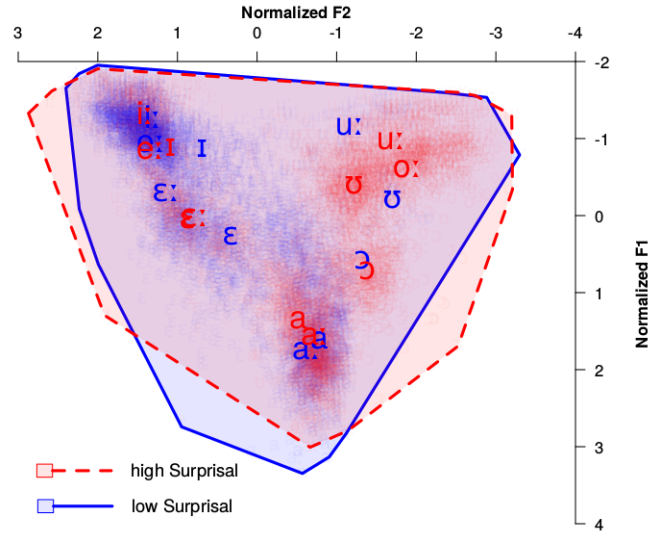 Normalized F2
3 2 1 0 -1 -2 -3 -4
-2
-1
0
1
2
3
4
Normalized F1
iː
eː ɪ ɪ
uː
uː
oː
ʊ
ʊ
ɛː
ɛː
ɛ
ɔ
ɔ
a
aː
a
aː
high Surprisal
low Surprisal